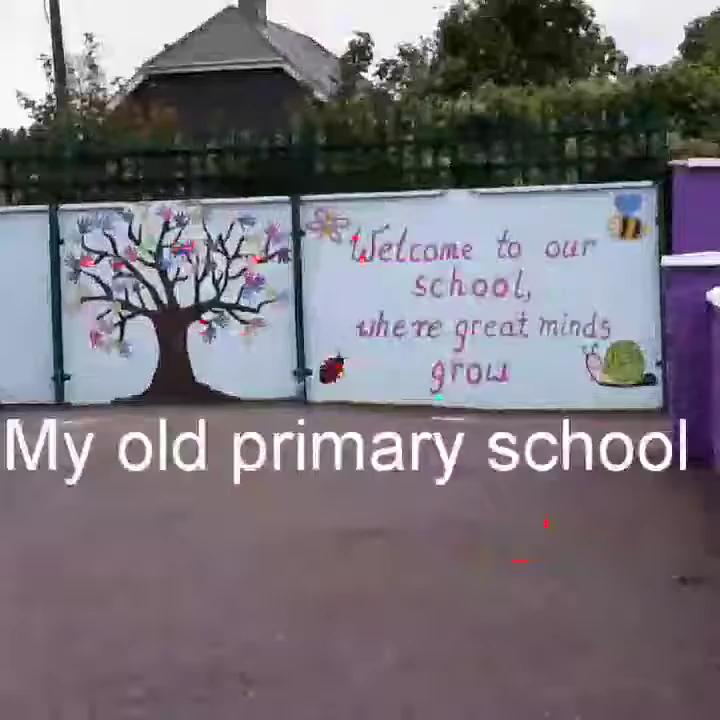 Welcome to our
school,
where great minds
grow
My old primary school